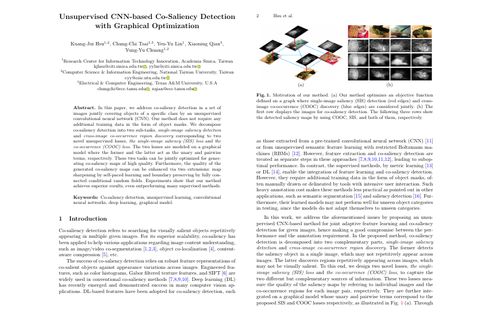 Unsupervised CNN-based Co-Saliency Detection
with Graphical Optimization
Kuang-Jui Hsu1,2, Chung-Chi Tsai1,3, Yen-Yu Lin1, Xiaoning Qian3,
Yung-Yu Chuang1,2
1Research Center for Information Technology Innovation, Academia Sinica, Taiwan
2Computer Science & Information Engineering, National Taiwan University, Taiwan
3Electrical & Computer Engineering, Texas A&M University, U.S.A
Abstract. In this paper, we address co-saliency detection in a set of
images jointly covering objects of a specific class by an unsupervised
convolutional neural network (CNN). Our method does not require any
additional training data in the form of object masks. We decompose
co-saliency detection into two sub-tasks, single-image saliency detection
and cross-image co-occurrence region discovery corresponding to two
novel unsupervised losses, the single-image saliency (SIS) loss and the
co-occurrence (COOC) loss. The two losses are modeled on a graphical
model where the former and the latter act as the unary and pairwise
terms, respectively. These two tasks can be jointly optimized for generating
co-saliency maps of high quality. Furthermore, the quality of the
generated co-saliency maps can be enhanced via two extensions: map
sharpening by self-paced learning and boundary preserving by fully connected
conditional random fields. Experiments show that our method
achieves superior results, even outperforming many supervised methods.
Keywords: Co-saliency detection, unsupervised learning, convolutional
neural networks, deep learning, graphical model.
1 Introduction
Co-saliency detection refers to searching for visually salient objects repetitively
appearing in multiple given images. For its superior scalability, co-saliency has
been applied to help various applications regarding image content understanding,
such as image/video co-segmentation [1,2,3], object co-localization [4], content-
aware compression [5], etc.
The success of co-saliency detection relies on robust feature representations of
co-salient objects against appearance variations across images. Engineered features,
such as color histograms, Gabor filtered texture features, and SIFT [6] are
widely used in conventional co-saliency methods [7,8,9,10]. Deep learning (DL)
has recently emerged and demonstrated success in many computer vision applications.
DL-based features have been adopted for co-saliency detection, such
2 Hsu et al.
(a) (b)
Fig. 1. Motivation of our method. (a) Our method optimizes an objective function
defined on a graph where single-image saliency (SIS) detection (red edges) and cross-
image co-occurrence (COOC) discovery (blue edges) are considered jointly. (b) The
first row displays the images for co-saliency detection. The following three rows show
the detected saliency maps by using COOC, SIS, and both of them, respectively.
as those extracted from a pre-trained convolutional neural network (CNN) [11]
or from unsupervised semantic feature learning with restricted Boltzmann machines
(RBMs) [12]. However, feature extraction and co-saliency detection are
treated as separate steps in these approaches [7,8,9,10,11,12], leading to suboptimal
performance. In contrast, the supervised methods, by metric learning [13]
or DL [14], enable the integration of feature learning and co-saliency detection.
However, they require additional training data in the form of object masks, often
manually drawn or delineated by tools with intensive user interaction. Such
heavy annotation cost makes these methods less practical as pointed out in other
applications, such as semantic segmentation [15] and saliency detection [16]. Furthermore,
their learned models may not perform well for unseen object categories
in testing, since the models do not adapt themselves to unseen categories.
In this work, we address the aforementioned issues by proposing an unsupervised
CNN-based method for joint adaptive feature learning and co-saliency
detection for given images, hence making a good compromise between the performance
and the annotation requirement. In the proposed method, co-saliency
detection is decomposed into two complementary parts, single-image saliency
detection and cross-image co-occurrence region discovery. The former detects
the saliency object in a single image, which may not repetitively appear across
images. The latter discovers regions repetitively appearing across images, which
may not be visually salient. To this end, we design two novel losses, the single-
image saliency (SIS) loss and the co-occurrence (COOC) loss, to capture the
two different but complementary sources of information. These two losses measure
the quality of the saliency maps by referring to individual images and the
co-occurrence regions for each image pair, respectively. They are further integrated
on a graphical model whose unary and pairwise terms correspond to the
proposed SIS and COOC losses respectively, as illustrated in Fig. 1 (a). Through